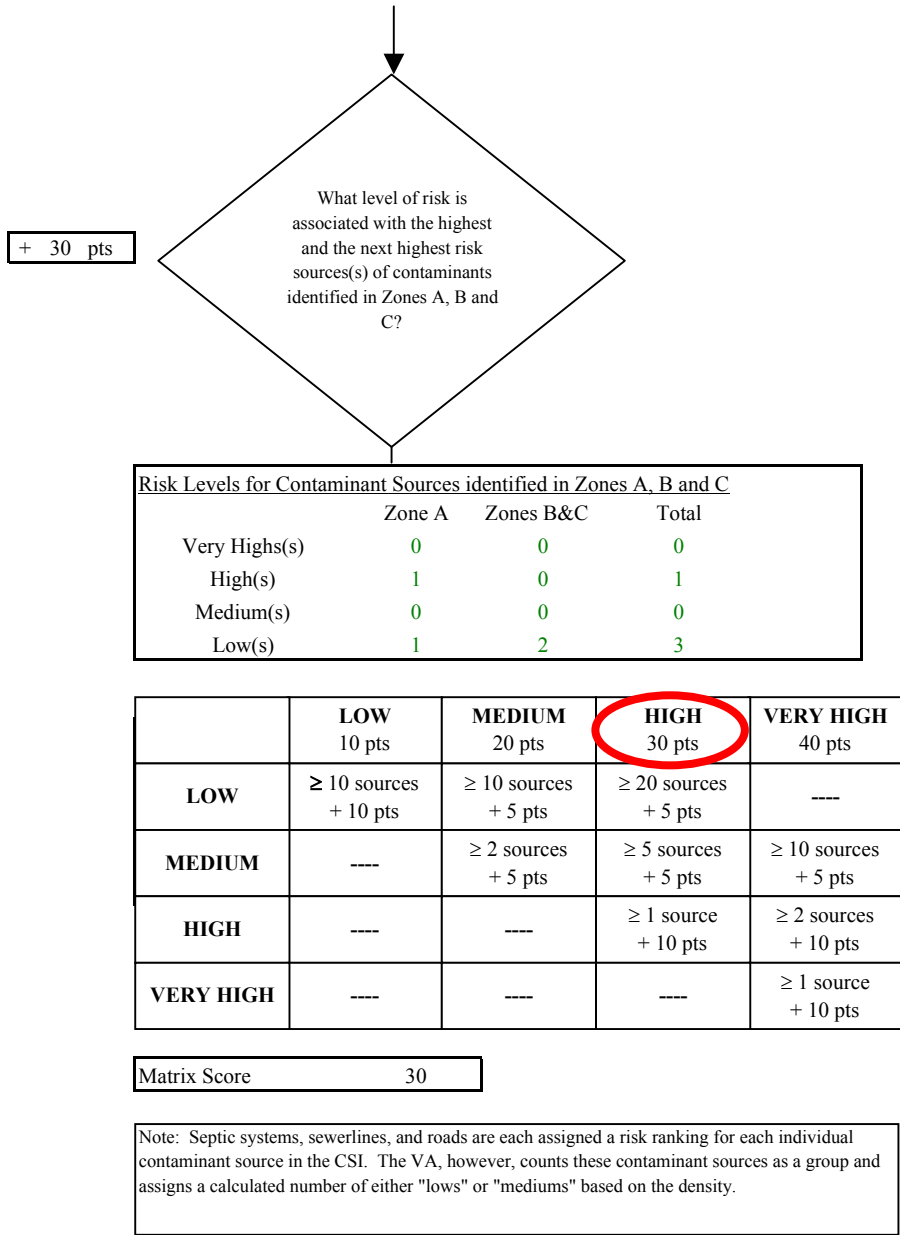 What level of risk is
associated with the highest
and the next highest risk
sources(s) of contaminants
identified in Zones A, B and
C?
+ 30 pts
Risk Levels for Contaminant Sources identified in Zones A, B and C
Zone A Zones B&C Total
Very Highs(s) 0 0 0
High(s) 1 0 1
Medium(s) 0 0 0
Low(s) 1 2 3
LOW MEDIUM HIGH VERY HIGH
10 pts 20 pts 30 pts 40 pts
LOW ≥ 10 sources ≥ 10 sources ≥ 20 sources ----
+ 10 pts + 5 pts + 5 pts
MEDIUM ---- ≥ 2 sources ≥ 5 sources ≥ 10 sources
+ 5 pts + 5 pts + 5 pts
HIGH ---- ---- ≥ 1 source ≥ 2 sources
+ 10 pts + 10 pts
VERY HIGH ---- ---- ---- ≥ 1 source
+ 10 pts
Matrix Score 30
Note: Septic systems, sewerlines, and roads are each assigned a risk ranking for each individual
contaminant source in the CSI. The VA, however, counts these contaminant sources as a group and
assigns a calculated number of either "lows" or "mediums" based on the density.